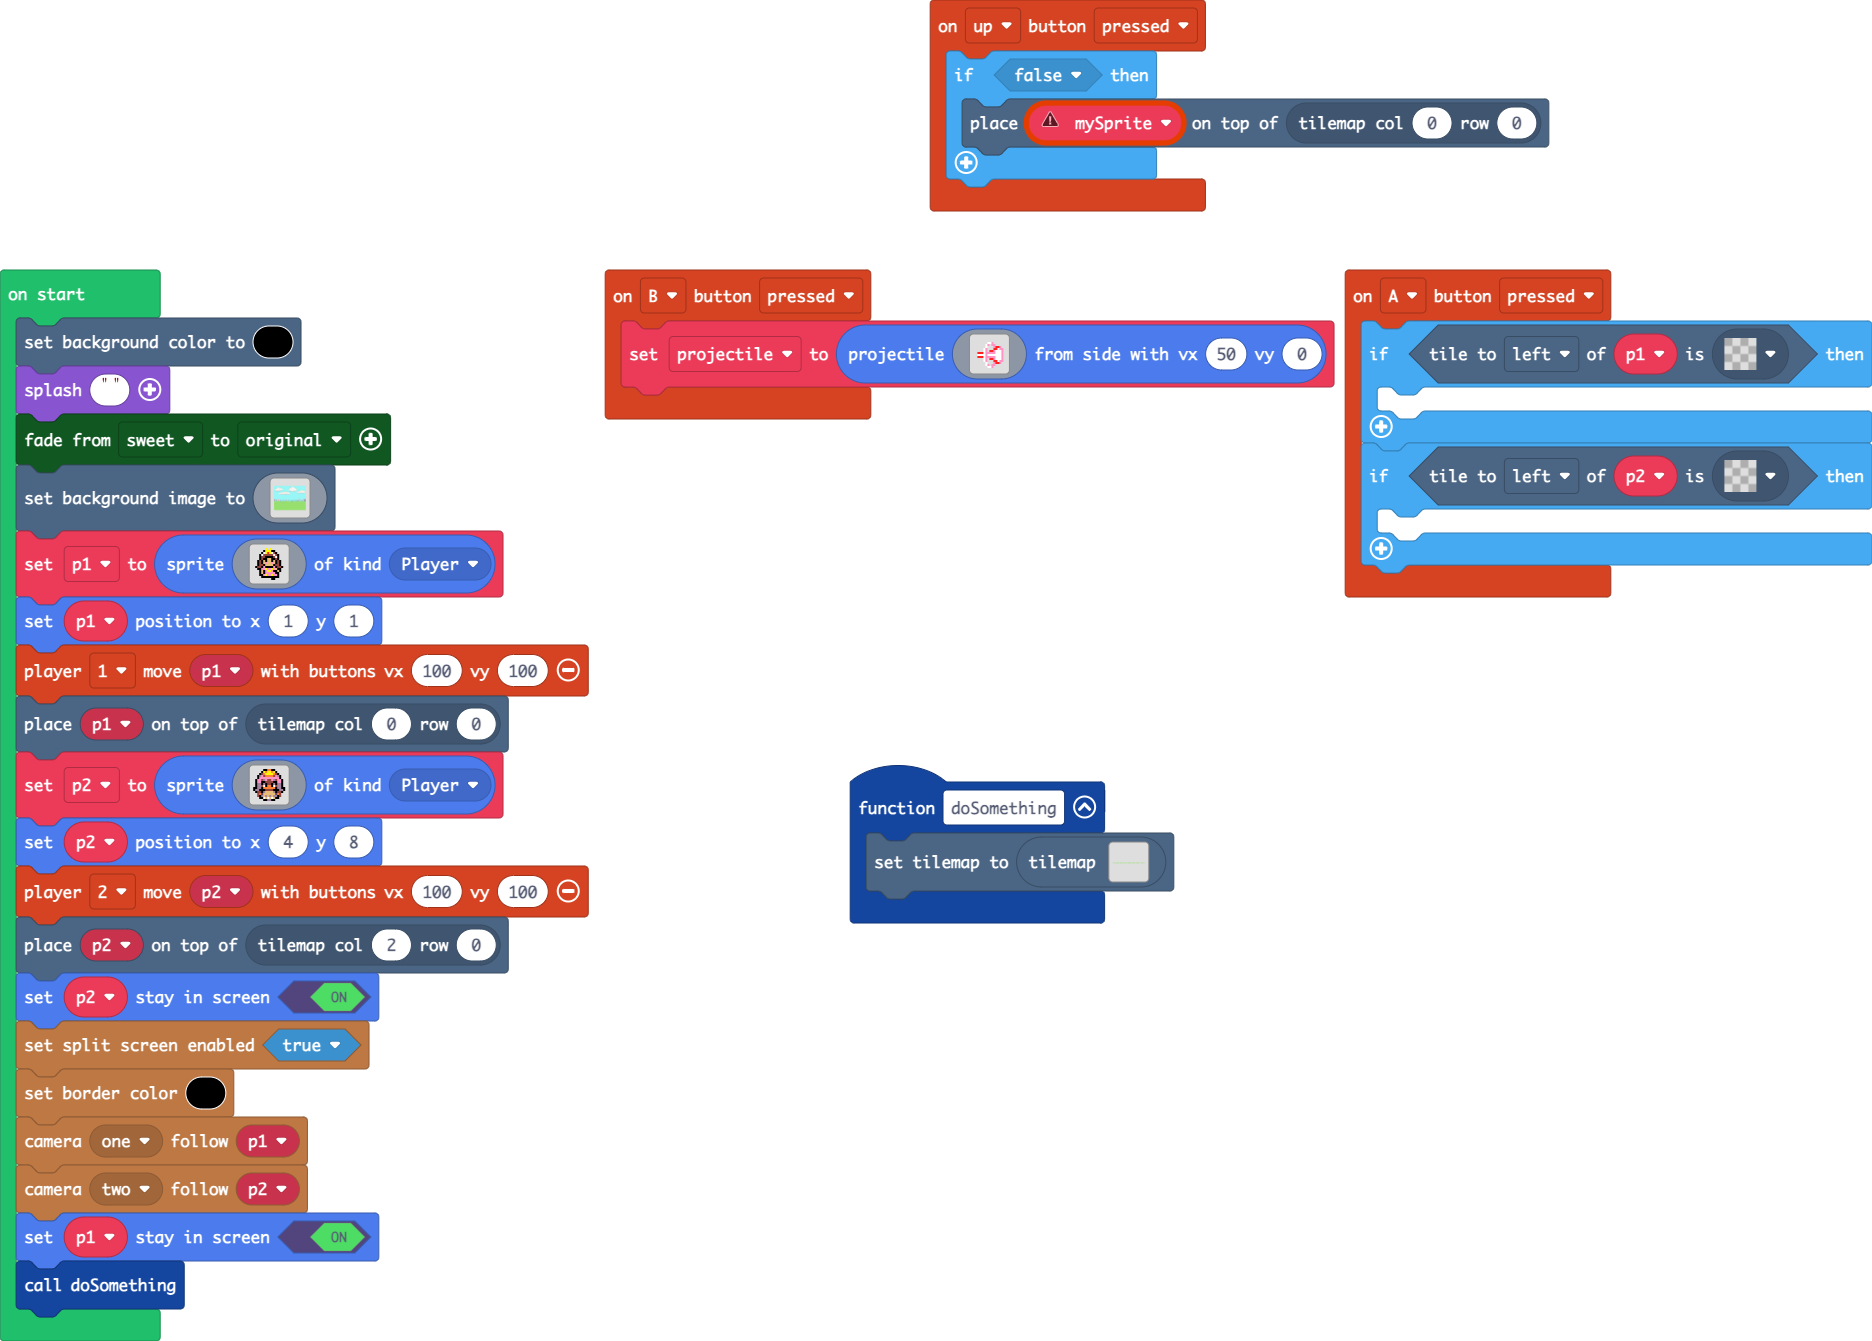 on up button pressed
if false then
place mySprite on top of tilemap col 0 row 0
on start
set background color to
splash " "
fade from sweet to original
set background image to
set p1 to sprite of kind Player
set p1 position to x 1 y 1
player 1 move p1 with buttons vx 100 vy 100
place p1 on top of tilemap col 0 row 0
set p2 to sprite of kind Player
set p2 position to x 4 y 8
player 2 move p2 with buttons vx 100 vy 100
place p2 on top of tilemap col 2 row 0
set p2 stay in screen ON
set split screen enabled true
set border color
camera one follow p1
camera two follow p2
set p1 stay in screen ON
call doSomething
on B button pressed
set projectile to projectile from side with vx 50 vy 0
on A button pressed
if tile to left of p1 is then
if tile to left of p2 is then
function doSomething
set tilemap to tilemap